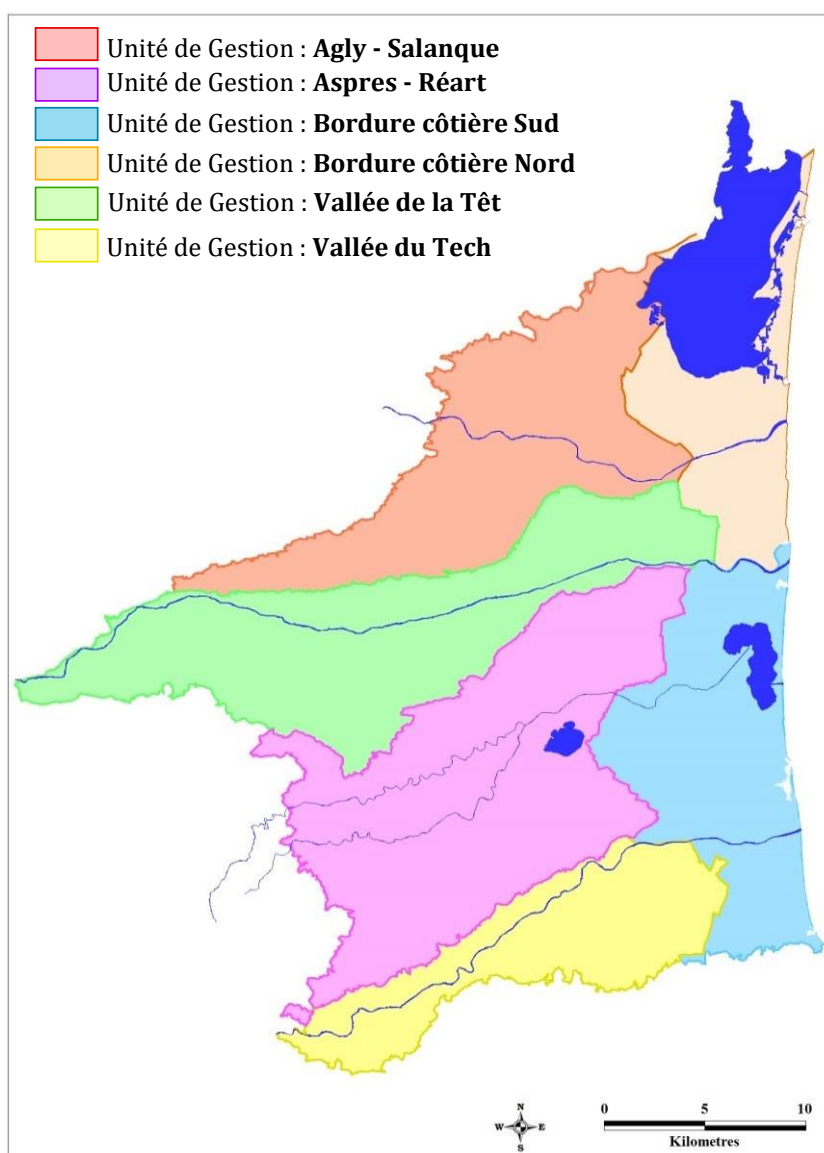 Unité de Gestion : Agly - Salanque
Unité de Gestion : Aspres - Réart
Unité de Gestion : Bordure côtière Sud
Unité de Gestion : Bordure côtière Nord
Unité de Gestion : Vallée de la Têt
Unité de Gestion : Vallée du Tech
N
W E
S
0 5 10
Kilometres